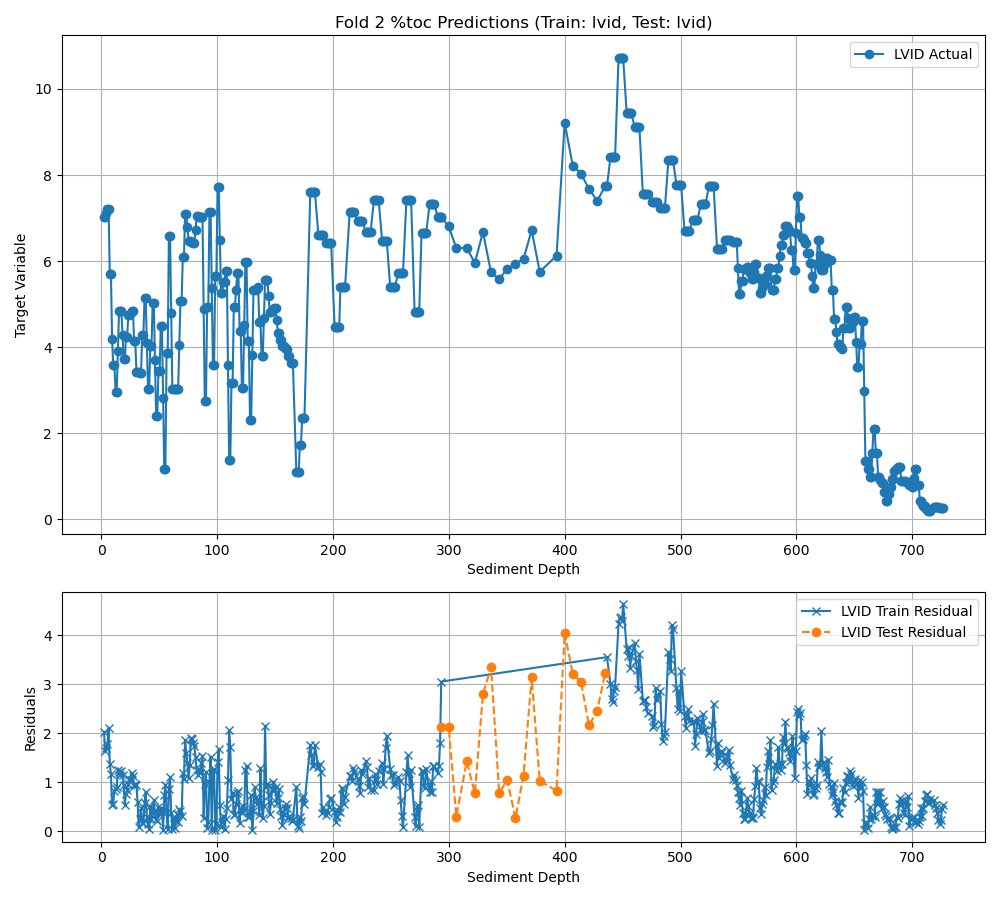 Fold 2 %toc Predictions (Train: lvid, Test: lvid)
LVID Actual
Target Variable
10
8
6
4
2
0
0 100 200 300 400 500 600 700
Sediment Depth
LVID Train Residual
LVID Test Residual
Residuals
4
3
2
1
0
0 100 200 300 400 500 600 700
Sediment Depth